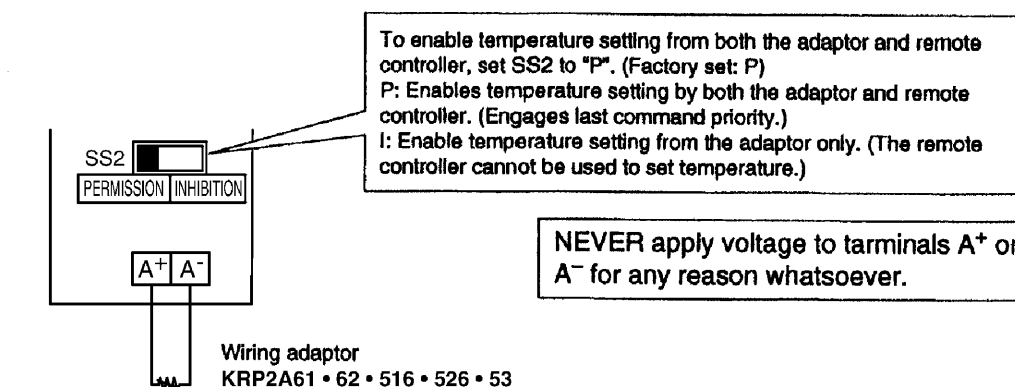 To enable temperature setting from both the adaptor and remote
controller, set SS2 to "P". (Factory set: P)
P: Enables temperature setting by both the adaptor and remote
controller. (Engages last command priority.)
I: Enable temperature setting from the adaptor only. (The remote
controller cannot be used to set temperature.)
SS2
PERMISSION INHIBITION
NEVER apply voltage to tarminals A+ or
A− for any reason whatsoever.
A+ A-
Wiring adaptor
KRP2A61 • 62 • 516 • 526 • 53